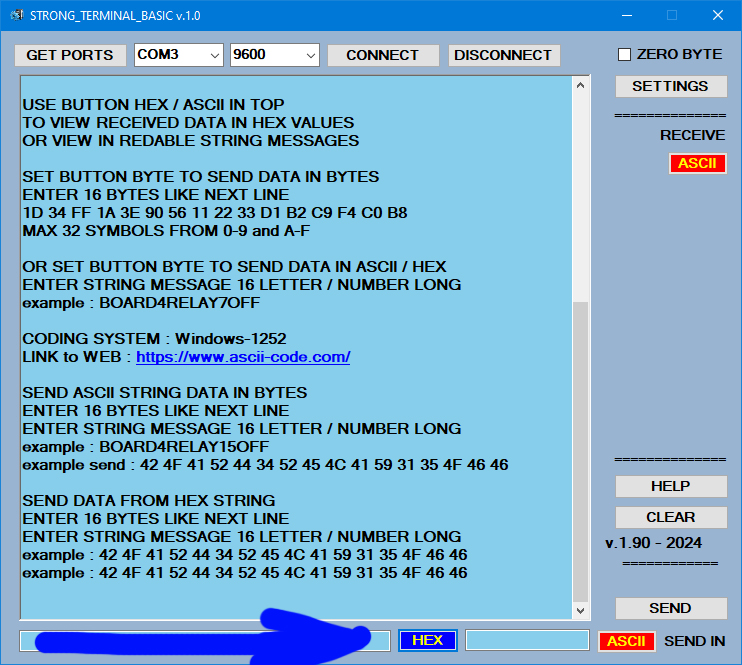 STRONG_TERMINAL_BASIC v.1.0
GET PORTS
COM3
9600
CONNECT
DISCONNECT
ZERO BYTE
SETTINGS
==============
RECEIVE
ASCII
USE BUTTON HEX / ASCII IN TOP
TO VIEW RECEIVED DATA IN HEX VALUES
OR VIEW IN REDABLE STRING MESSAGES
SET BUTTON BYTE TO SEND DATA IN BYTES
ENTER 16 BYTES LIKE NEXT LINE
1D 34 FF 1A 3E 90 56 11 22 33 D1 B2 C9 F4 C0 B8
MAX 32 SYMBOLS FROM 0-9 and A-F
OR SET BUTTON BYTE TO SEND DATA IN ASCII / HEX
ENTER STRING MESSAGE 16 LETTER / NUMBER LONG
example : BOARD4RELAY7OFF
CODING SYSTEM : Windows-1252
LINK to WEB : https://www.ascii-code.com/
SEND ASCII STRING DATA IN BYTES
ENTER 16 BYTES LIKE NEXT LINE
ENTER STRING MESSAGE 16 LETTER / NUMBER LONG
example : BOARD4RELAY15OFF
example send : 42 4F 41 52 44 34 52 45 4C 41 59 31 35 4F 46 46
SEND DATA FROM HEX STRING
ENTER 16 BYTES LIKE NEXT LINE
ENTER STRING MESSAGE 16 LETTER / NUMBER LONG
example : 42 4F 41 52 44 34 52 45 4C 41 59 31 35 4F 46 46
example : 42 4F 41 52 44 34 52 45 4C 41 59 31 35 4F 46 46
==============
HELP
CLEAR
v.1.90 - 2024
============
SEND
HEX
ASCII
SEND IN